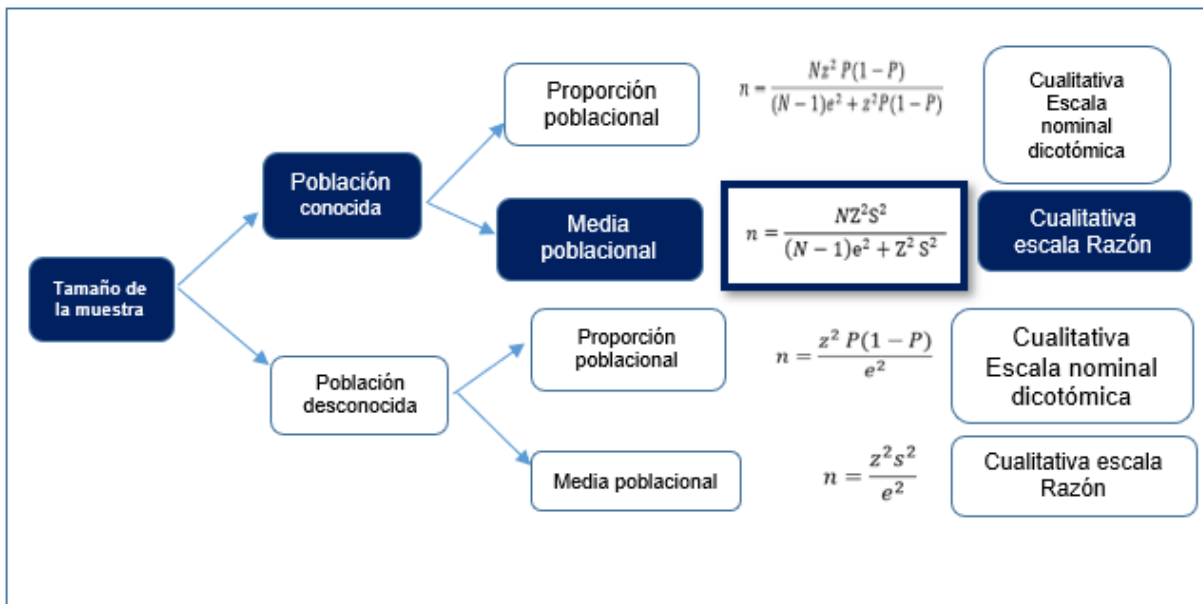 Tamaño de
la muestra
Población
conocida
Proporción
poblacional
n = Nz² P(1 − P) / (N − 1)e² + z²P(1 − P)
Cualitativa
Escala
nominal
dicotómica
Media
poblacional
n = NZ²S² / (N − 1)e² + Z² S²
Cualitativa
escala Razón
Población
desconocida
Proporción
poblacional
n = z² P(1 − P) / e²
Cualitativa
Escala nominal
dicotómica
Media poblacional
n = z²s² / e²
Cualitativa escala
Razón